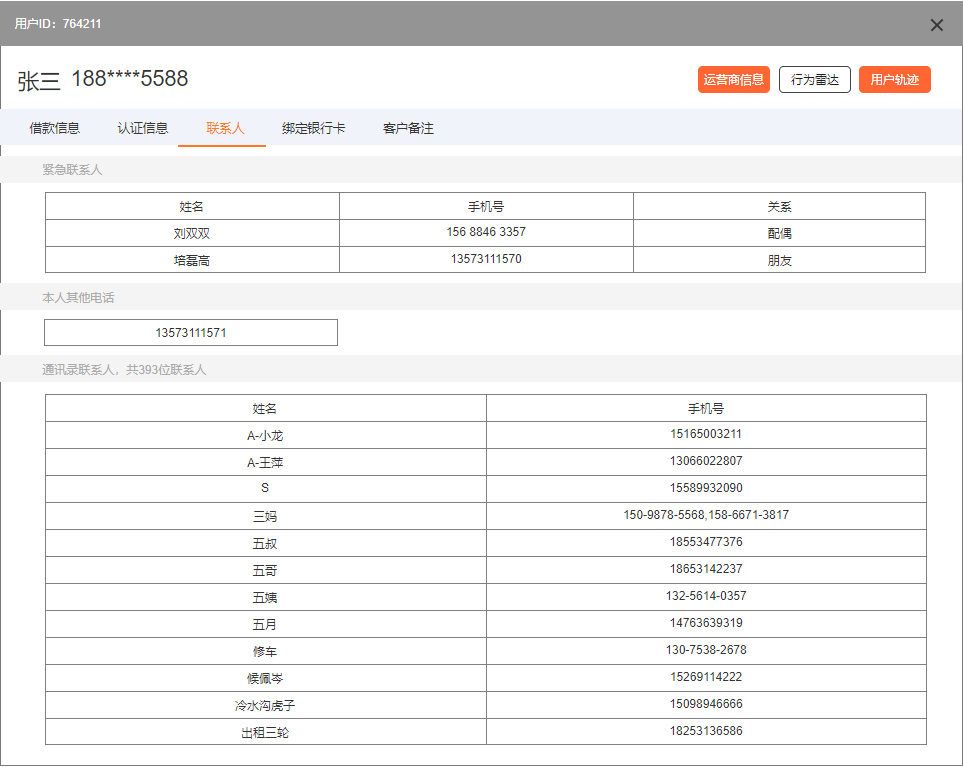 用户ID：764211
张三 188****5588
运营商信息 行为雷达 用户轨迹
借款信息 认证信息 联系人 绑定银行卡 客户备注
紧急联系人
姓名 手机号 关系
刘双双 156 8846 3357 配偶
培磊高 13573111570 朋友
本人其他电话
13573111571
通讯录联系人，共393位联系人
姓名 手机号
A-小龙 15165003211
A-王萍 13066022807
S 15589932090
三妈 150-9878-5568,158-6671-3817
五叔 18553477376
五哥 18653142237
五姨 132-5614-0357
五月 14763639319
修车 130-7538-2678
候佩岑 15269114222
冷水沟虎子 15098946666
出租三轮 18253136586